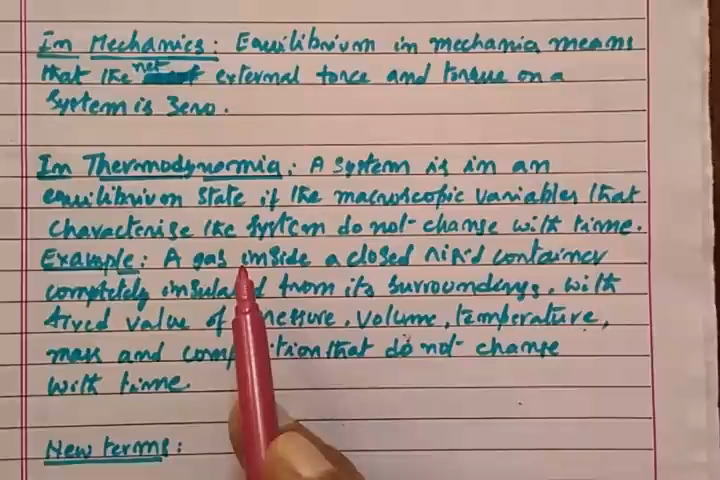 In Mechanics: Equilibrium in mechanics means
that the net external force and torque on a
system is zero.
In Thermodynamics: A system is in an
equilibrium state if the macroscopic variables that
characterise the system do not change with time.
Example: A gas inside a closed rigid container
completely insulated from its surroundings, with
fixed value of pressure, volume, temperature,
mass and composition that do not change
with time.
New terms: